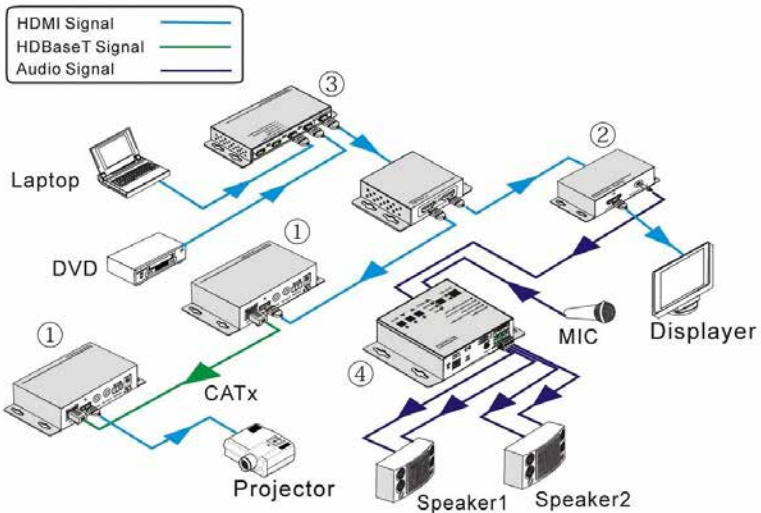 HDMI Signal
HDBaseT Signal
Audio Signal
③
②
Laptop
①
DVD
MIC
Displayer
①
④
CATx
Projector
Speaker1
Speaker2